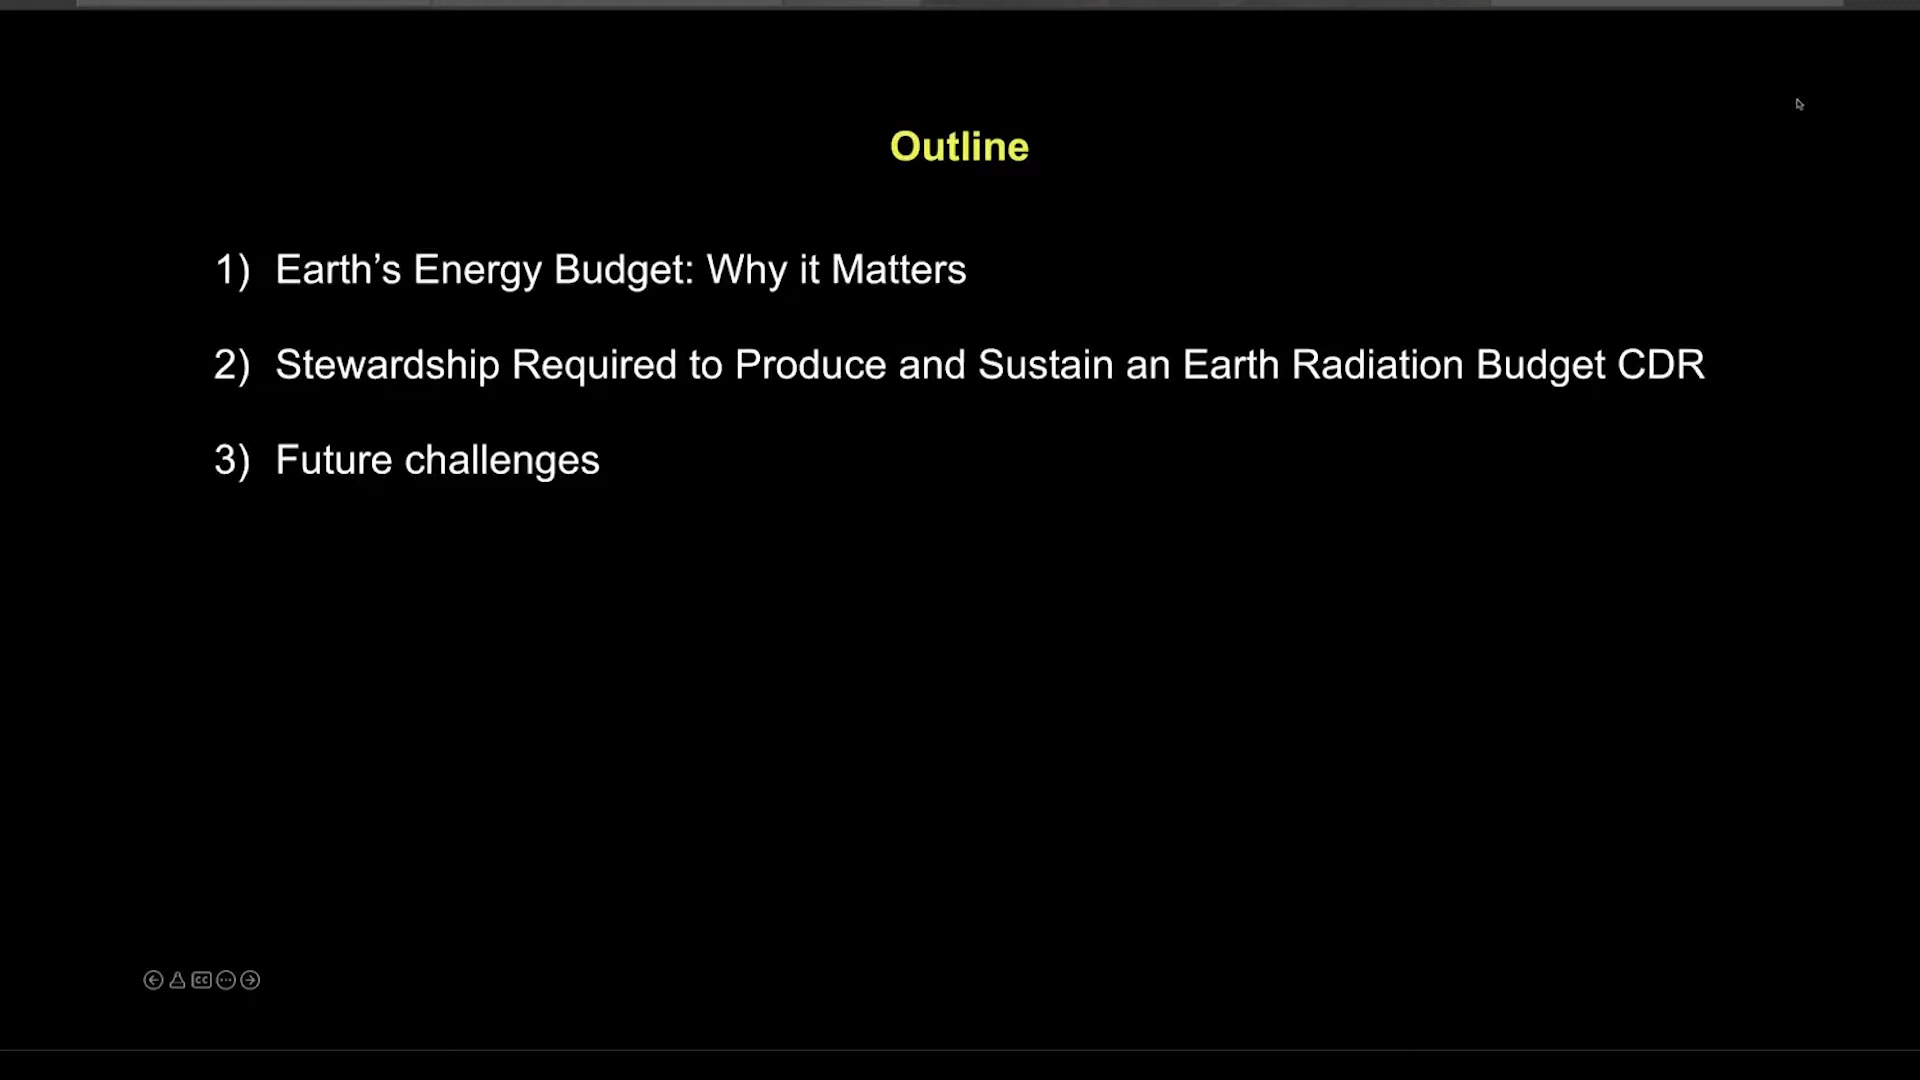 Outline
1) Earth’s Energy Budget: Why it Matters
2) Stewardship Required to Produce and Sustain an Earth Radiation Budget CDR
3) Future challenges
CC